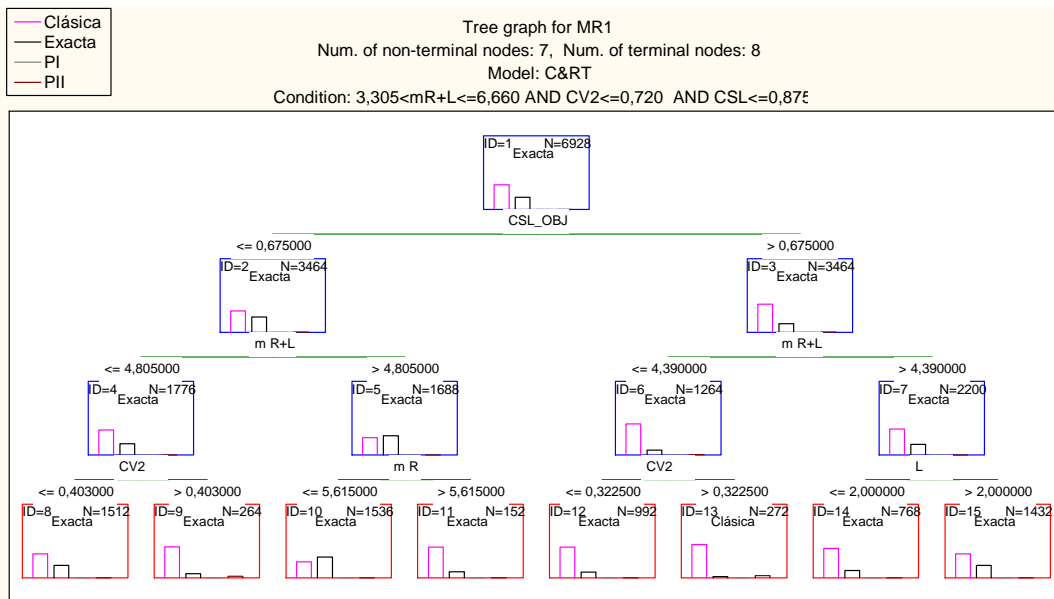 Clásica
Exacta
PI
PII
Tree graph for MR1
Num. of non-terminal nodes: 7, Num. of terminal nodes: 8
Model: C&RT
Condition: 3,305<mR+L<=6,660 AND CV2<=0,720 AND CSL<=0,875
ID=1 N=6928
Exacta
CSL_OBJ
<= 0,675000 > 0,675000
ID=2 N=3464 ID=3 N=3464
Exacta Exacta
m R+L m R+L
<= 4,805000 > 4,805000 <= 4,390000 > 4,390000
ID=4 N=1776 ID=5 N=1688 ID=6 N=1264 ID=7 N=2200
Exacta Exacta Exacta Exacta
CV2 m R CV2 L
<= 0,403000 > 0,403000 <= 5,615000 > 5,615000 <= 0,322500 > 0,322500 <= 2,000000 > 2,000000
ID=8 N=1512 ID=9 N=264 ID=10 N=1536 ID=11 N=152 ID=12 N=992 ID=13 N=272 ID=14 N=768 ID=15 N=1432
Exacta Exacta Exacta Exacta Exacta Clásica Exacta Exacta